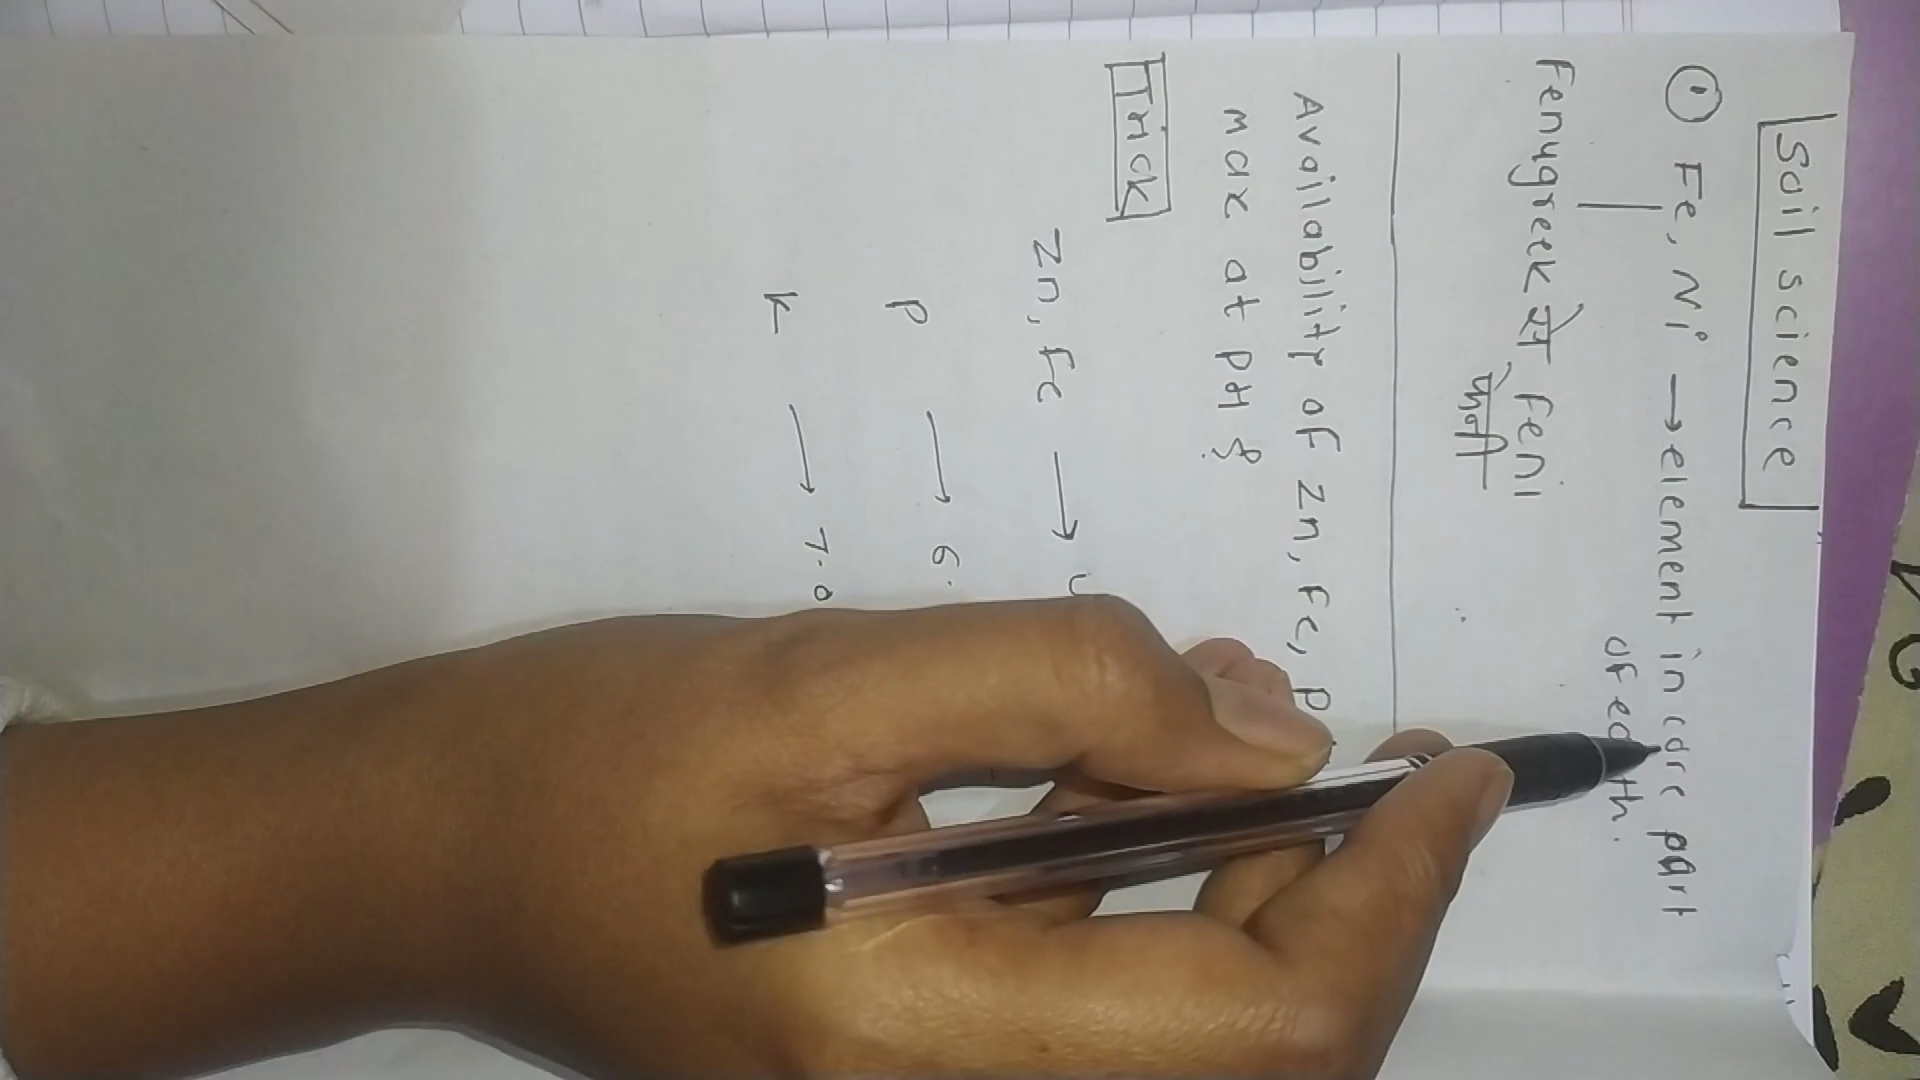 Soil science
① Fe, Ni → element in core part
of earth.
Fenugreek से Feni
Availability of Zn, Fe, P
max at PH
Trick
Zn, Fe →
P → 6.
K → 7.0